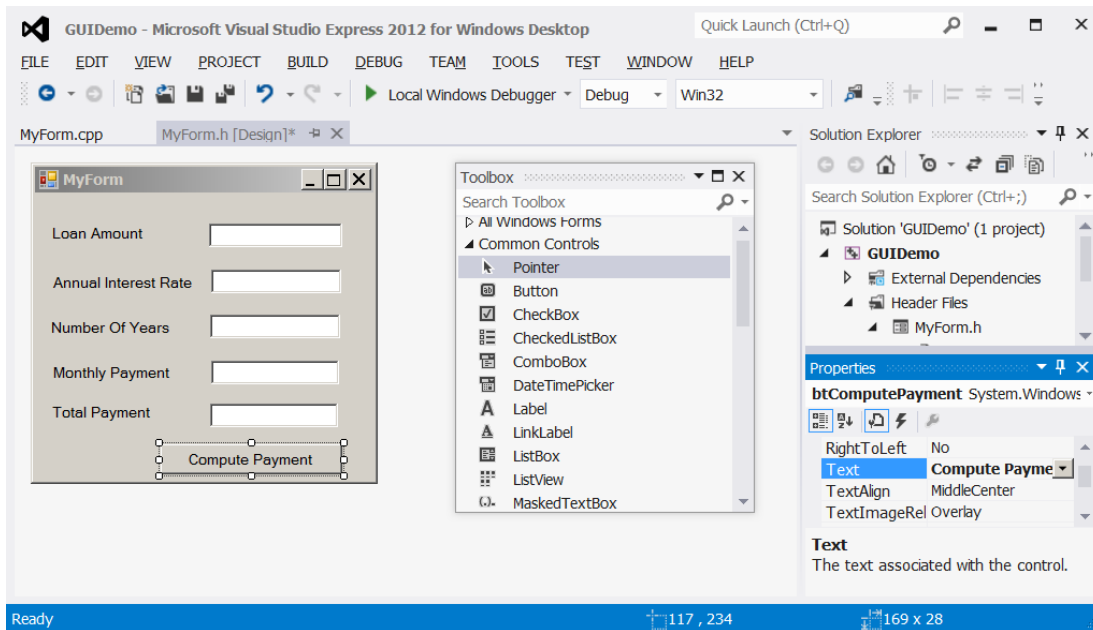 GUIDemo - Microsoft Visual Studio Express 2012 for Windows Desktop
Quick Launch (Ctrl+Q)
FILE EDIT VIEW PROJECT BUILD DEBUG TEAM TOOLS TEST WINDOW HELP
Local Windows Debugger Debug Win32
MyForm.cpp MyForm.h [Design]*
MyForm
Loan Amount
Annual Interest Rate
Number Of Years
Monthly Payment
Total Payment
Compute Payment
Toolbox
Search Toolbox
All Windows Forms
Common Controls
Pointer
Button
CheckBox
CheckedListBox
ComboBox
DateTimePicker
Label
LinkLabel
ListBox
ListView
MaskedTextBox
Solution Explorer
Search Solution Explorer (Ctrl+;)
Solution 'GUIDemo' (1 project)
GUIDemo
External Dependencies
Header Files
MyForm.h
Properties
btComputePayment System.Windows
RightToLeft No
Text Compute Payme
TextAlign MiddleCenter
TextImageRel Overlay
Text
The text associated with the control.
Ready 117 , 234 169 x 28